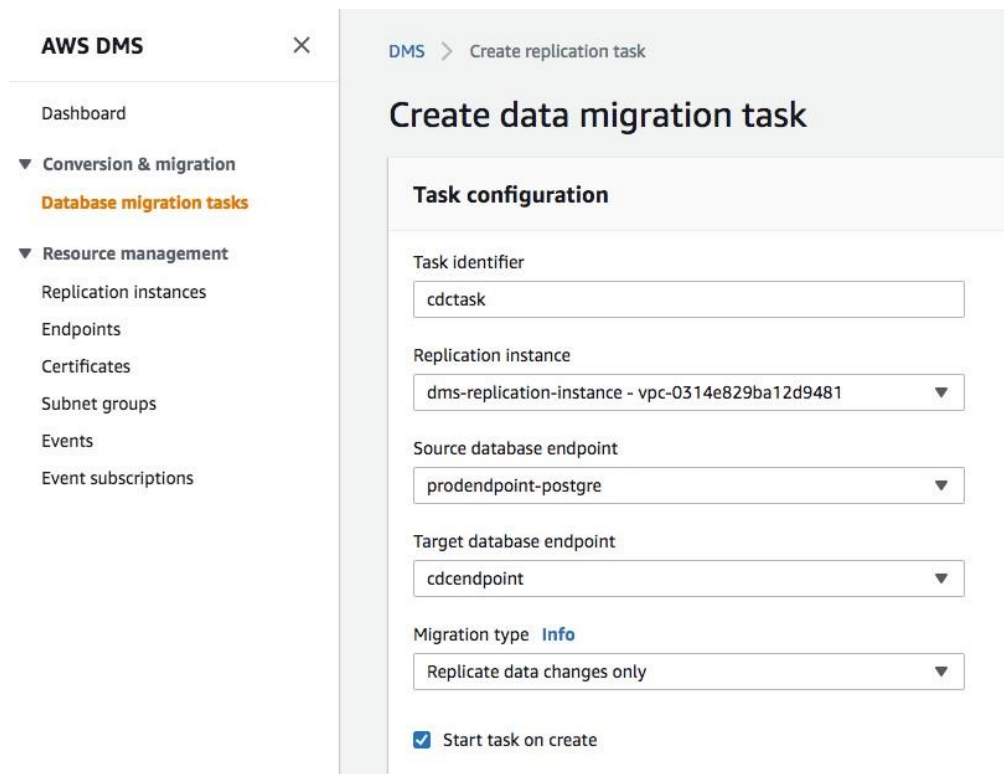 AWS DMS
Dashboard
Conversion & migration
Database migration tasks
Resource management
Replication instances
Endpoints
Certificates
Subnet groups
Events
Event subscriptions
DMS > Create replication task
Create data migration task
Task configuration
Task identifier
cdctask
Replication instance
dms-replication-instance - vpc-0314e829ba12d9481
Source database endpoint
prodendpoint-postgre
Target database endpoint
cdcendpoint
Migration type Info
Replicate data changes only
Start task on create